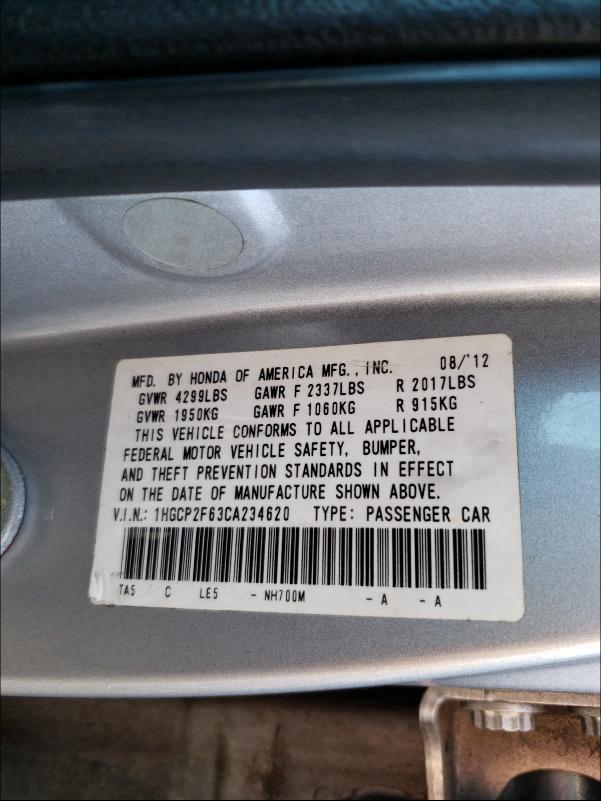 MFD. BY HONDA OF AMERICA MFG., INC. 08/'12
GVWR 4299LBS GAWR F 2337LBS R 2017LBS
GVWR 1950KG GAWR F 1060KG R 915KG
THIS VEHICLE CONFORMS TO ALL APPLICABLE
FEDERAL MOTOR VEHICLE SAFETY, BUMPER,
AND THEFT PREVENTION STANDARDS IN EFFECT
ON THE DATE OF MANUFACTURE SHOWN ABOVE.
V.I.N.: 1HGCP2F63CA234620 TYPE: PASSENGER CAR
TA5 C LE5 - NH700M - A - A